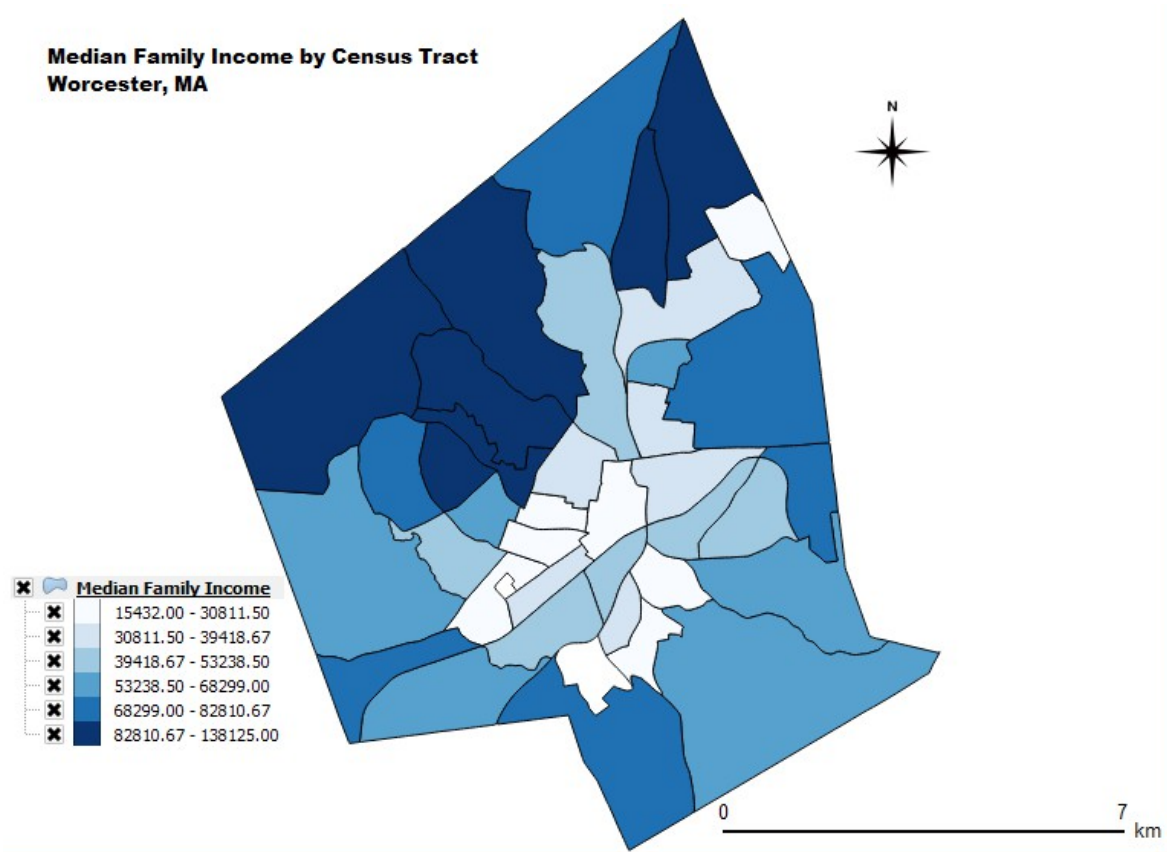 Median Family Income by Census Tract
Worcester, MA
N
Median Family Income
15432.00 - 30811.50
30811.50 - 39418.67
39418.67 - 53238.50
53238.50 - 68299.00
68299.00 - 82810.67
82810.67 - 138125.00
0 7
km